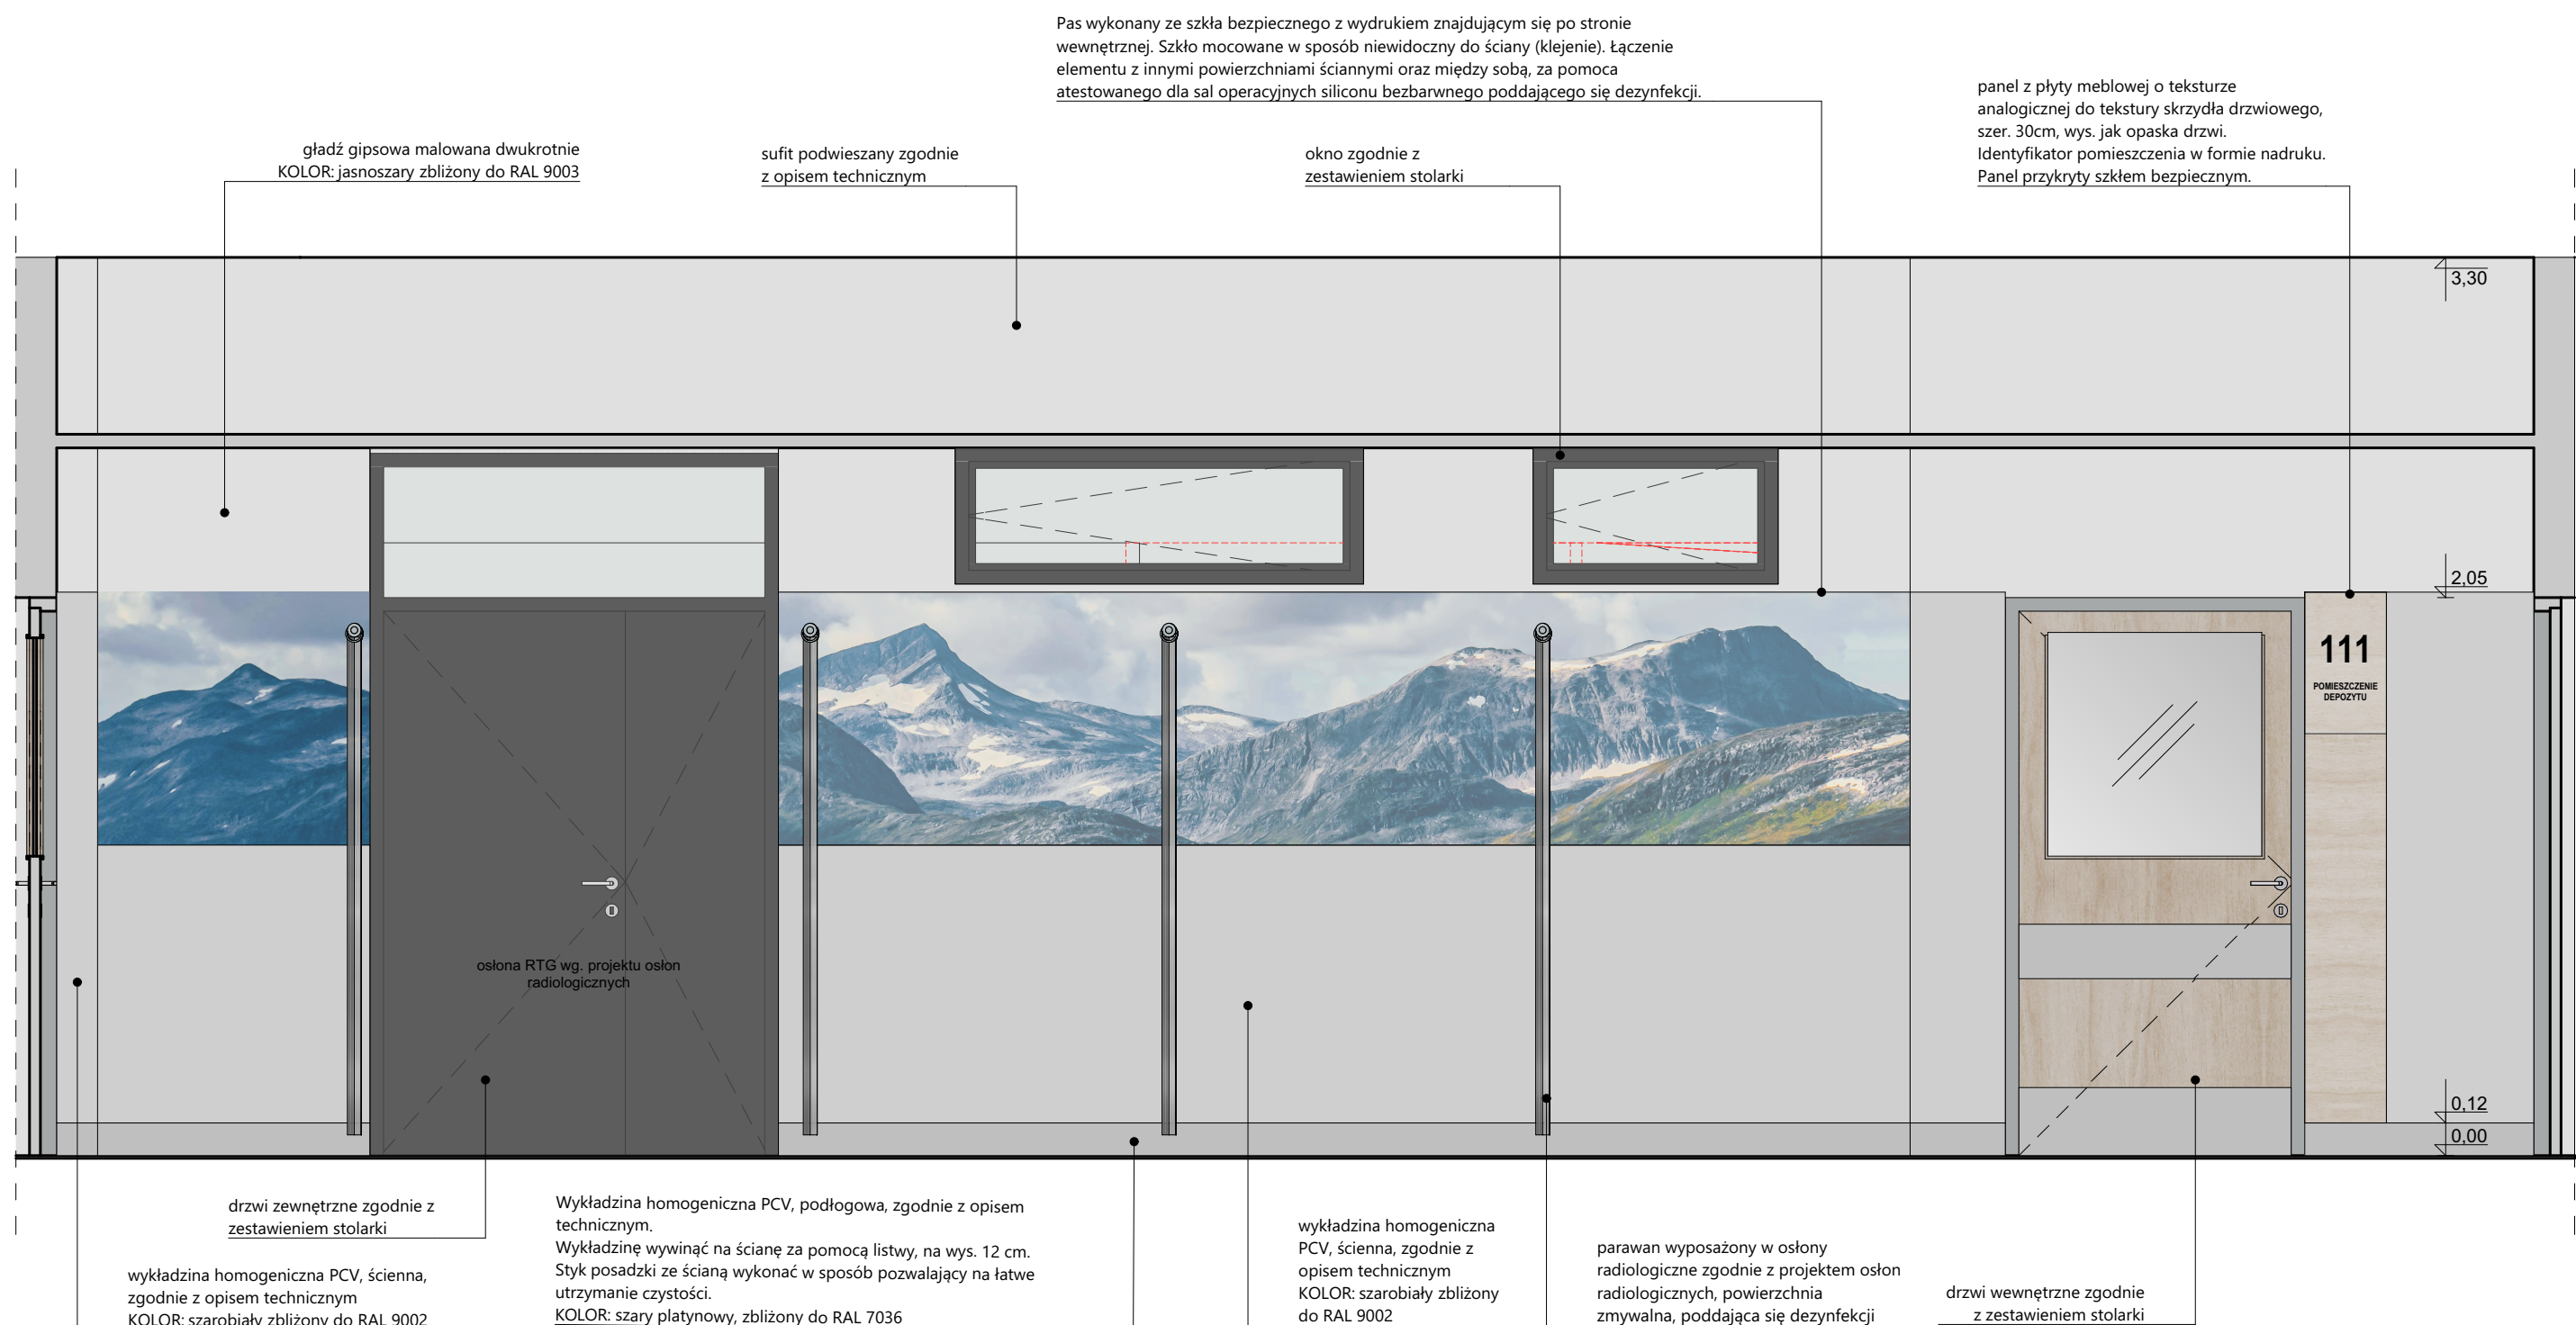 Pas wykonany ze szkła bezpiecznego z wydrukiem znajdującym się po stronie
wewnętrznej. Szkło mocowane w sposób niewidoczny do ściany (klejenie). Łączenie
elementu z innymi powierzchniami ściannymi oraz między sobą, za pomoca
atestowanego dla sal operacyjnych siliconu bezbarwnego poddającego się dezynfekcji.
panel z płyty meblowej o teksturze
analogicznej do tekstury skrzydła drzwiowego,
szer. 30cm, wys. jak opaska drzwi.
Identyfikator pomieszczenia w formie nadruku.
Panel przykryty szkłem bezpiecznym.
gładź gipsowa malowana dwukrotnie
KOLOR: jasnoszary zbliżony do RAL 9003
sufit podwieszany zgodnie
z opisem technicznym
okno zgodnie z
zestawieniem stolarki
3,30
2,05
111
POMIESZCZENIE
DEPOZYTU
osłona RTG wg. projektu osłon
radiologicznych
0,12
0,00
drzwi zewnętrzne zgodnie z
zestawieniem stolarki
wykładzina homogeniczna PCV, ścienna,
zgodnie z opisem technicznym
KOLOR: szarobiały zbliżony do RAL 9002
Wykładzina homogeniczna PCV, podłogowa, zgodnie z opisem
technicznym.
Wykładzinę wywinąć na ścianę za pomocą listwy, na wys. 12 cm.
Styk posadzki ze ścianą wykonać w sposób pozwalający na łatwe
utrzymanie czystości.
KOLOR: szary platynowy, zbliżony do RAL 7036
wykładzina homogeniczna
PCV, ścienna, zgodnie z
opisem technicznym
KOLOR: szarobiały zbliżony
do RAL 9002
parawan wyposażony w osłony
radiologiczne zgodnie z projektem osłon
radiologicznych, powierzchnia
zmywalna, poddająca się dezynfekcji
drzwi wewnętrzne zgodnie
z zestawieniem stolarki